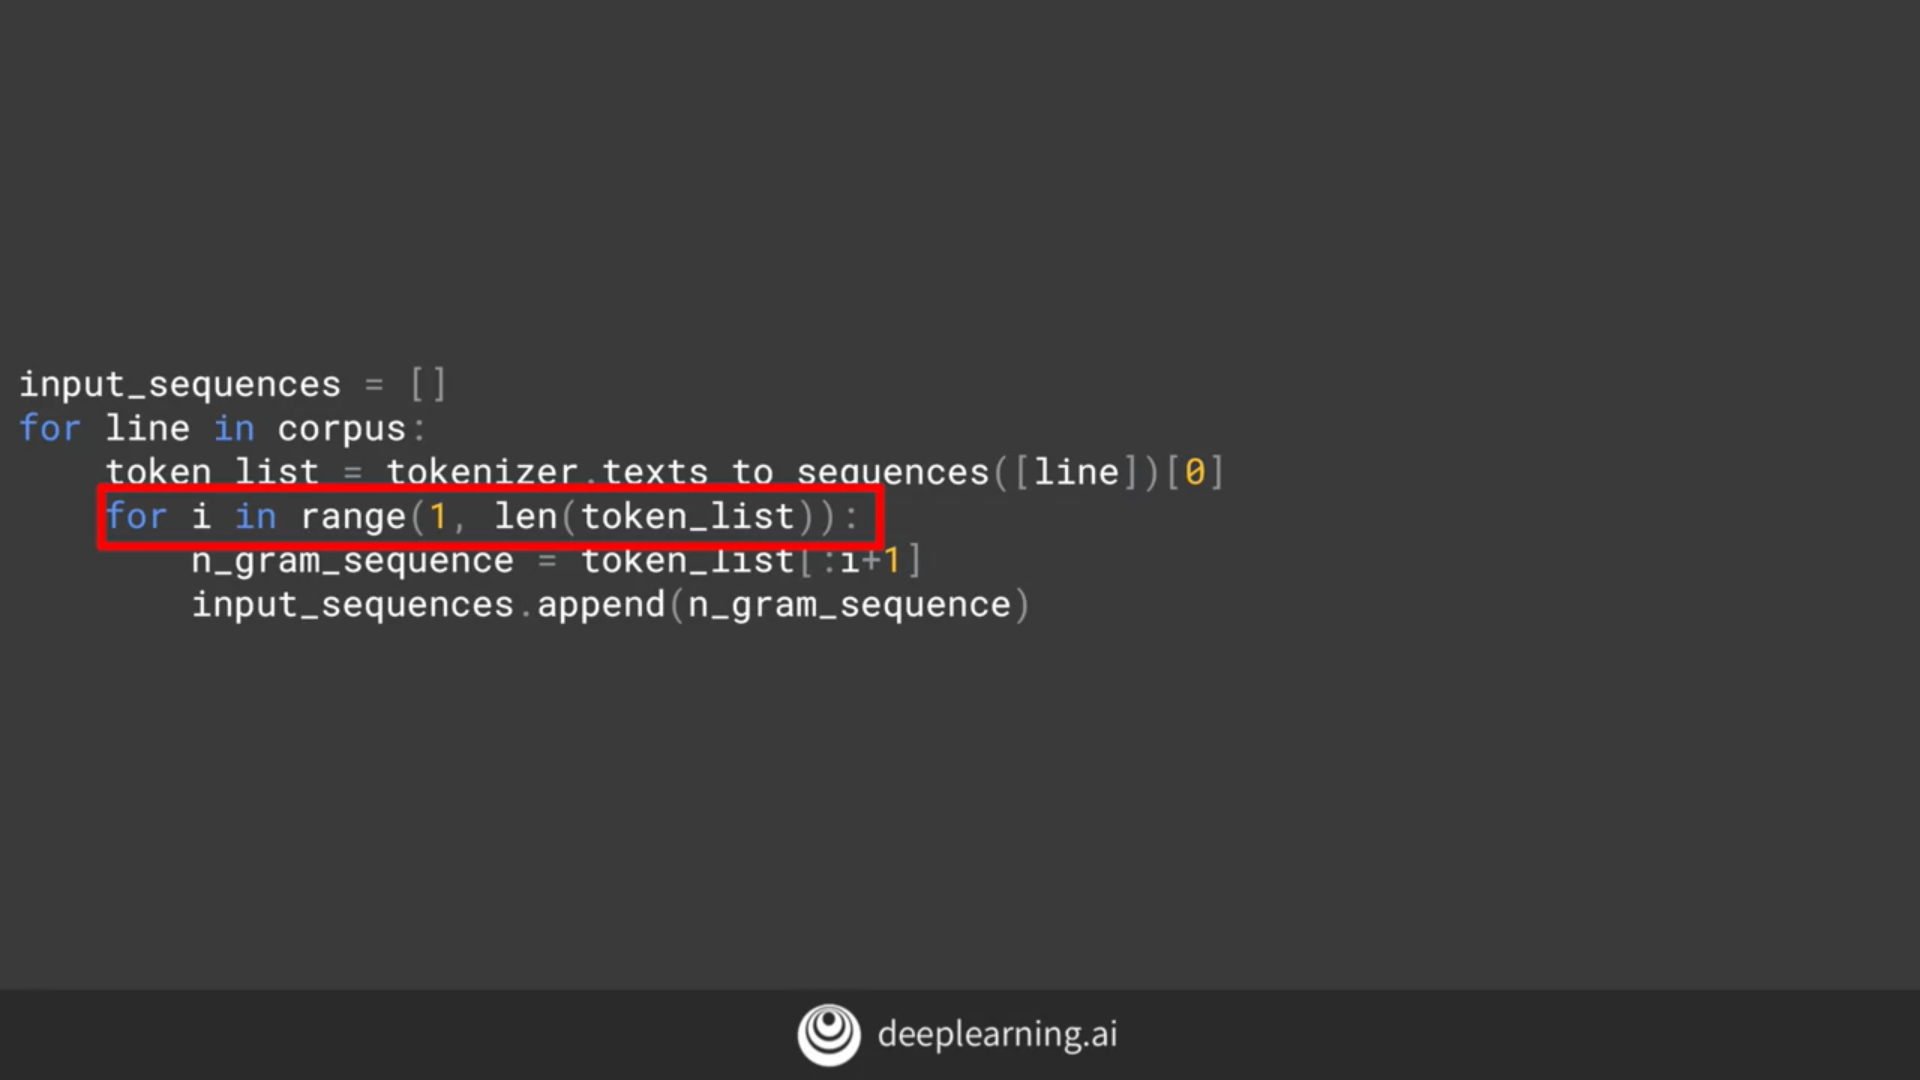 input_sequences = []
for line in corpus:
    token_list = tokenizer.texts_to_sequences([line])[0]
    for i in range(1, len(token_list)):
        n_gram_sequence = token_list[:i+1]
        input_sequences.append(n_gram_sequence)
deeplearning.ai